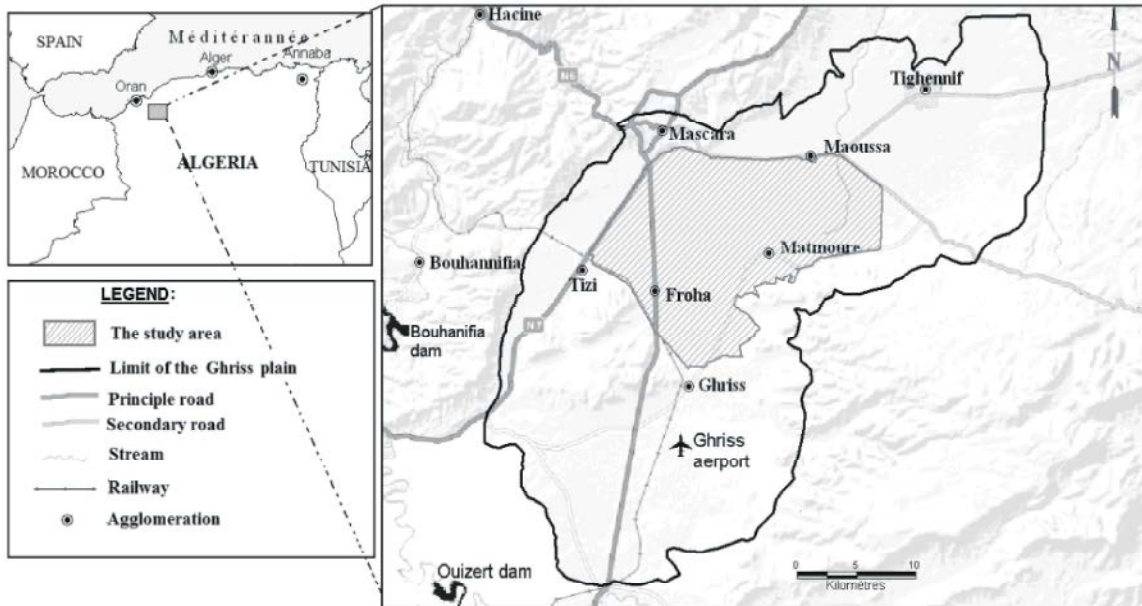 SPAIN
Méditérannée
Alger
Annaba
Oran
ALGERIA
MOROCCO
TUNISIA
LEGEND:
The study area
Limit of the Ghriss plain
Principle road
Secondary road
Stream
Railway
Agglomeration
Hacine
N6
Tighennif
N
Mascara
Maoussa
Bouhannifia
Matmoure
Tizi
Froha
N7
Bouhanifia
dam
Ghriss
Ghriss
aerport
Ouizert dam
0 5 10
Kilométres